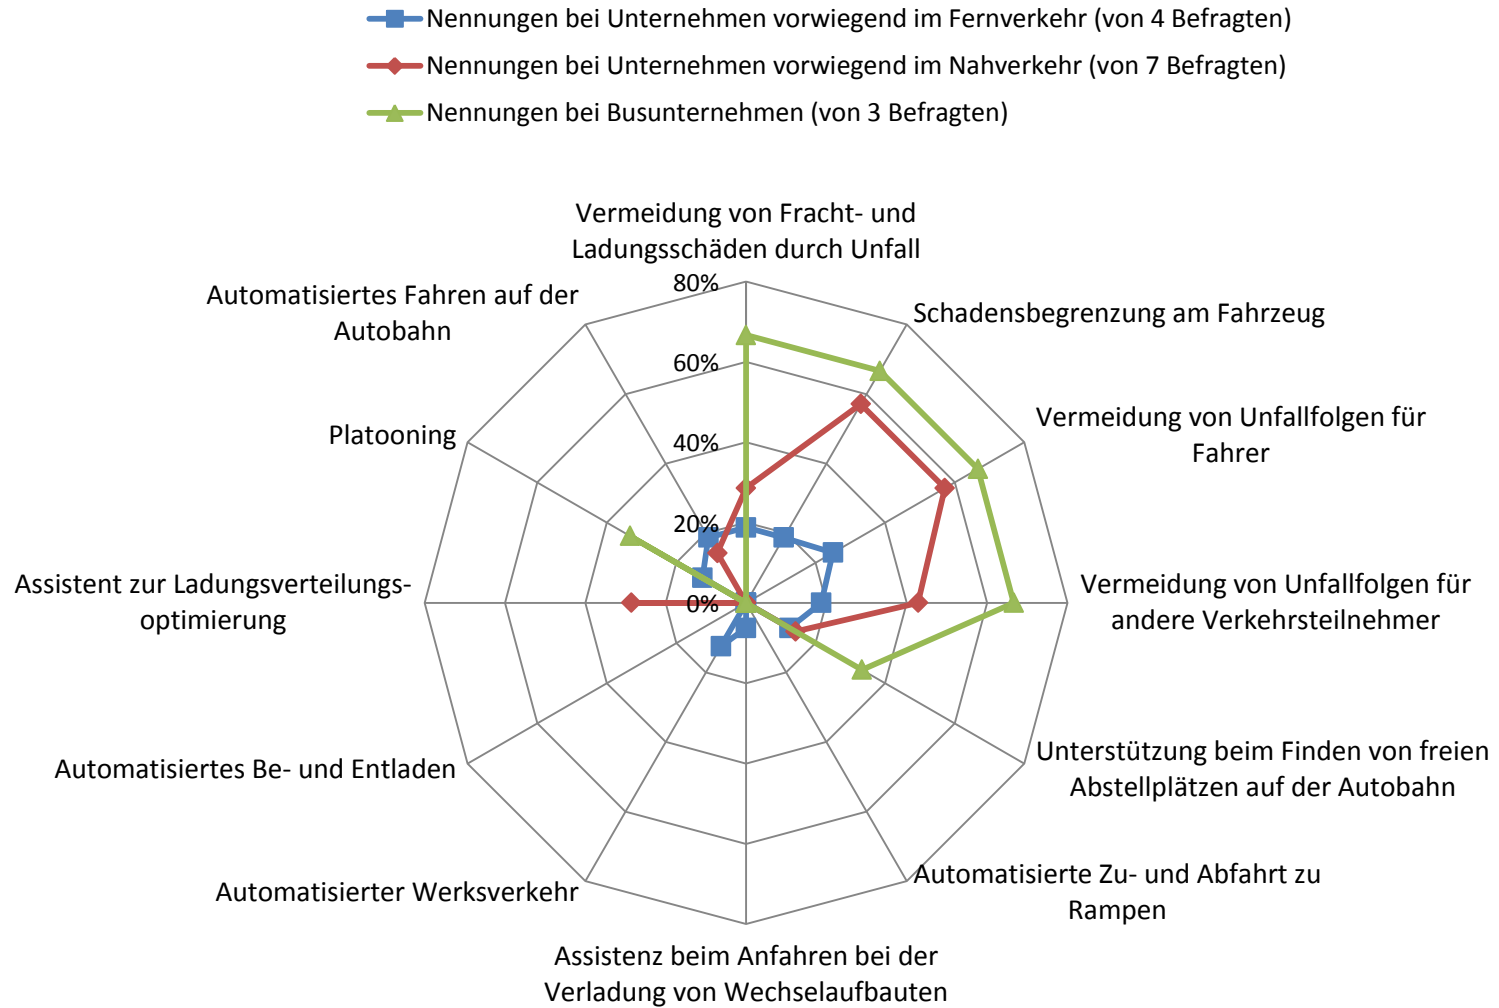 Nennungen bei Unternehmen vorwiegend im Fernverkehr (von 4 Befragten)
Nennungen bei Unternehmen vorwiegend im Nahverkehr (von 7 Befragten)
Nennungen bei Busunternehmen (von 3 Befragten)
Vermeidung von Fracht- und
Ladungsschäden durch Unfall
80%
60%
40%
20%
0%
Schadensbegrenzung am Fahrzeug
Vermeidung von Unfallfolgen für
Fahrer
Vermeidung von Unfallfolgen für
andere Verkehrsteilnehmer
Unterstützung beim Finden von freien
Abstellplätzen auf der Autobahn
Automatisierte Zu- und Abfahrt zu
Rampen
Assistenz beim Anfahren bei der
Verladung von Wechselaufbauten
Automatisierter Werksverkehr
Automatisiertes Be- und Entladen
Assistent zur Ladungsverteilungs-
optimierung
Platooning
Automatisiertes Fahren auf der
Autobahn